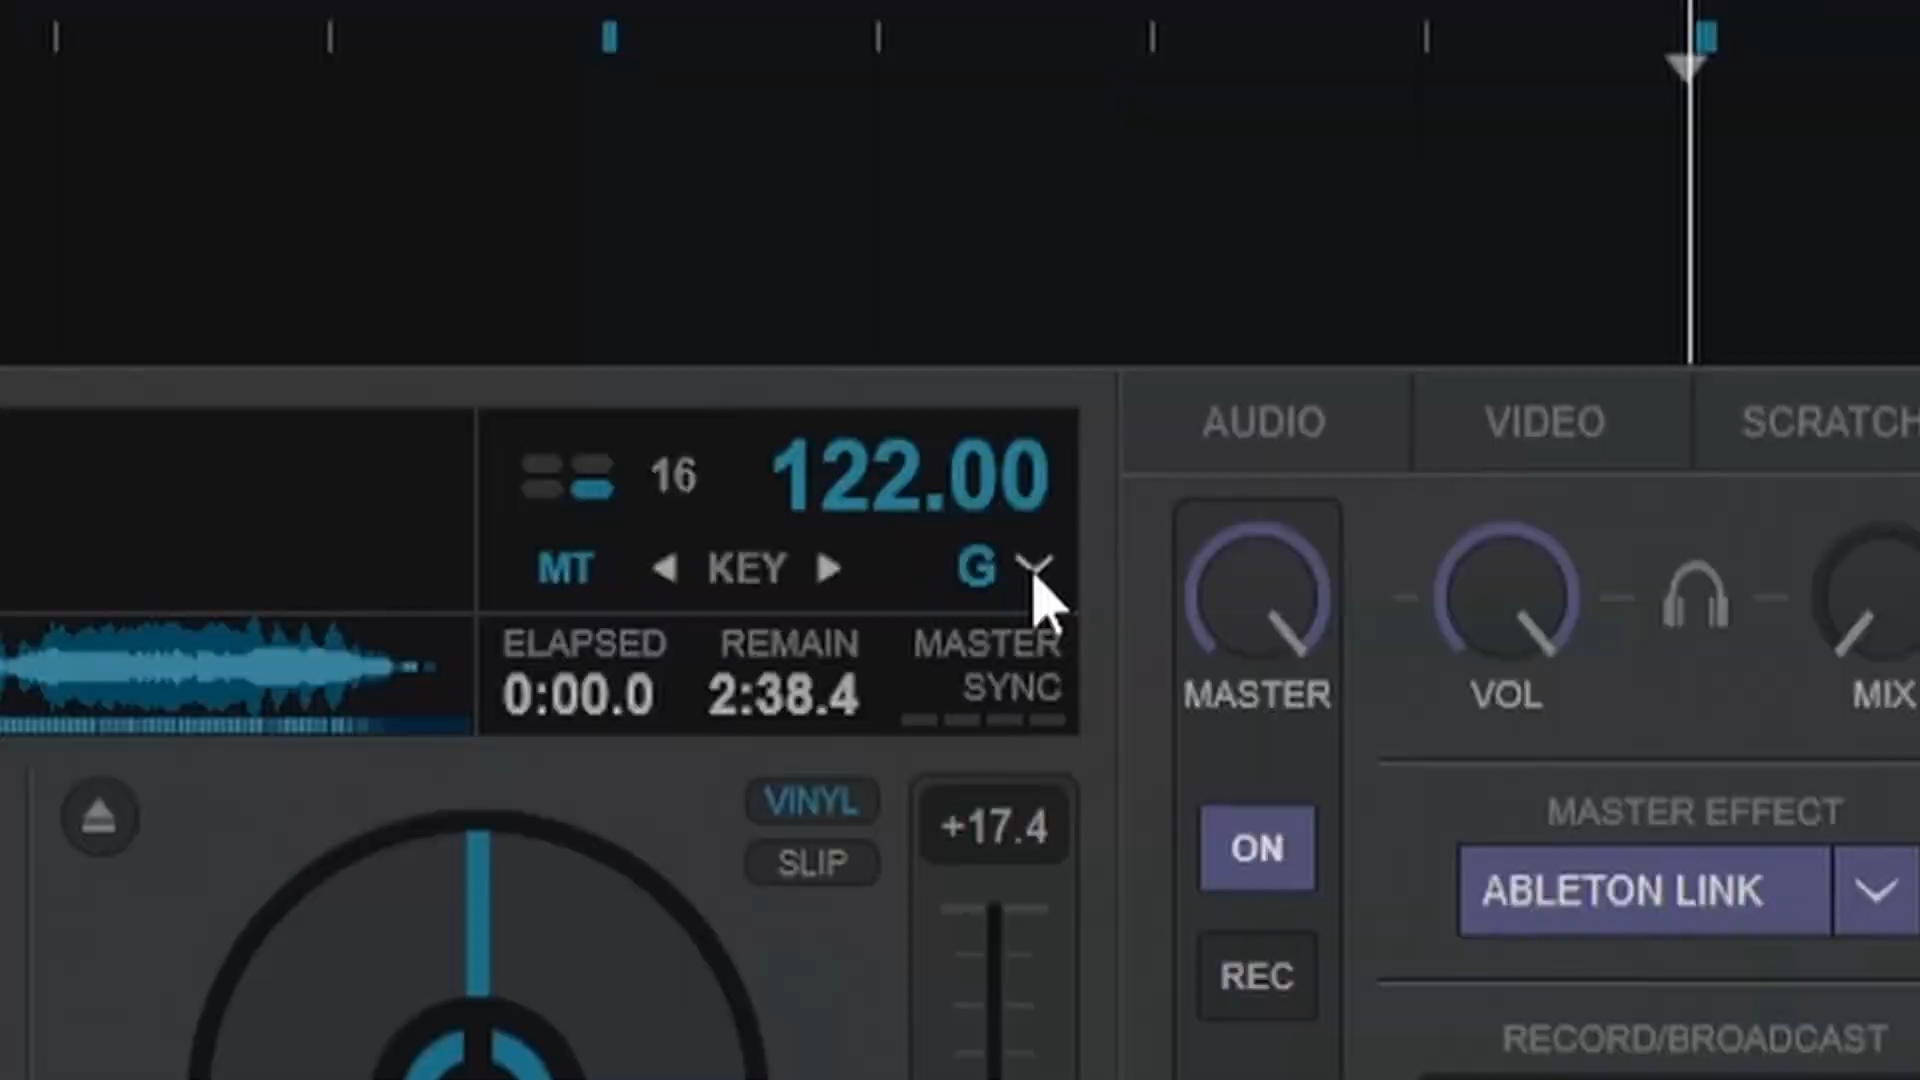 AUDIO VIDEO SCRATCH
16 122.00
MT KEY G
ELAPSED REMAIN MASTER
0:00.0 2:38.4 SYNC
MASTER VOL MIX
VINYL
SLIP
+17.4
MASTER EFFECT
ON
ABLETON LINK
REC
RECORD/BROADCAST